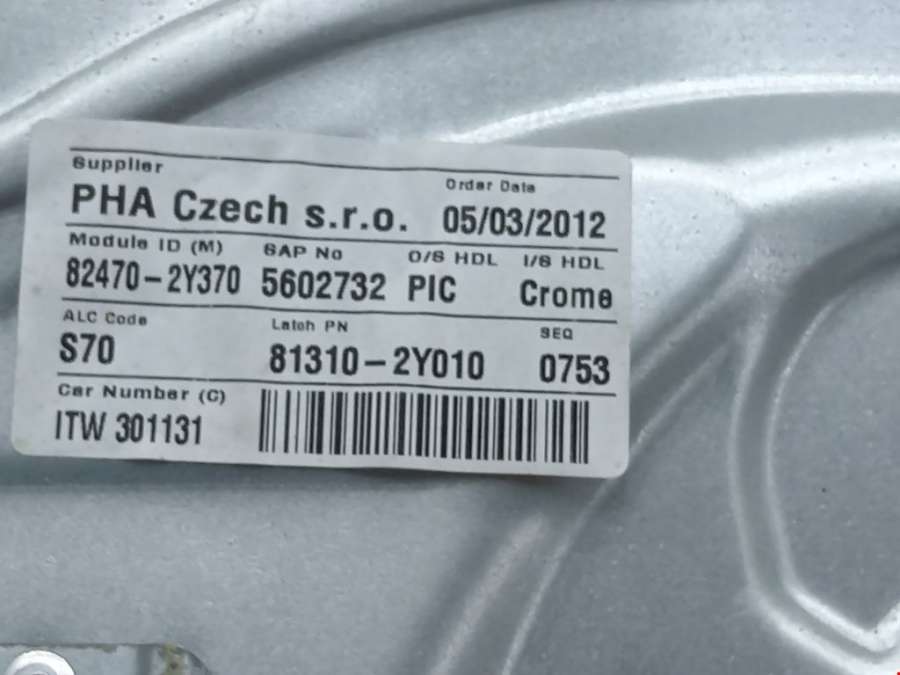 Supplier
PHA Czech s.r.o.
Order Date
05/03/2012
Module ID (M) SAP No O/S HDL I/S HDL
82470-2Y370 5602732 PIC Crome
ALC Code Latch PN SEQ
S70 81310-2Y010 0753
Car Number (C)
ITW 301131